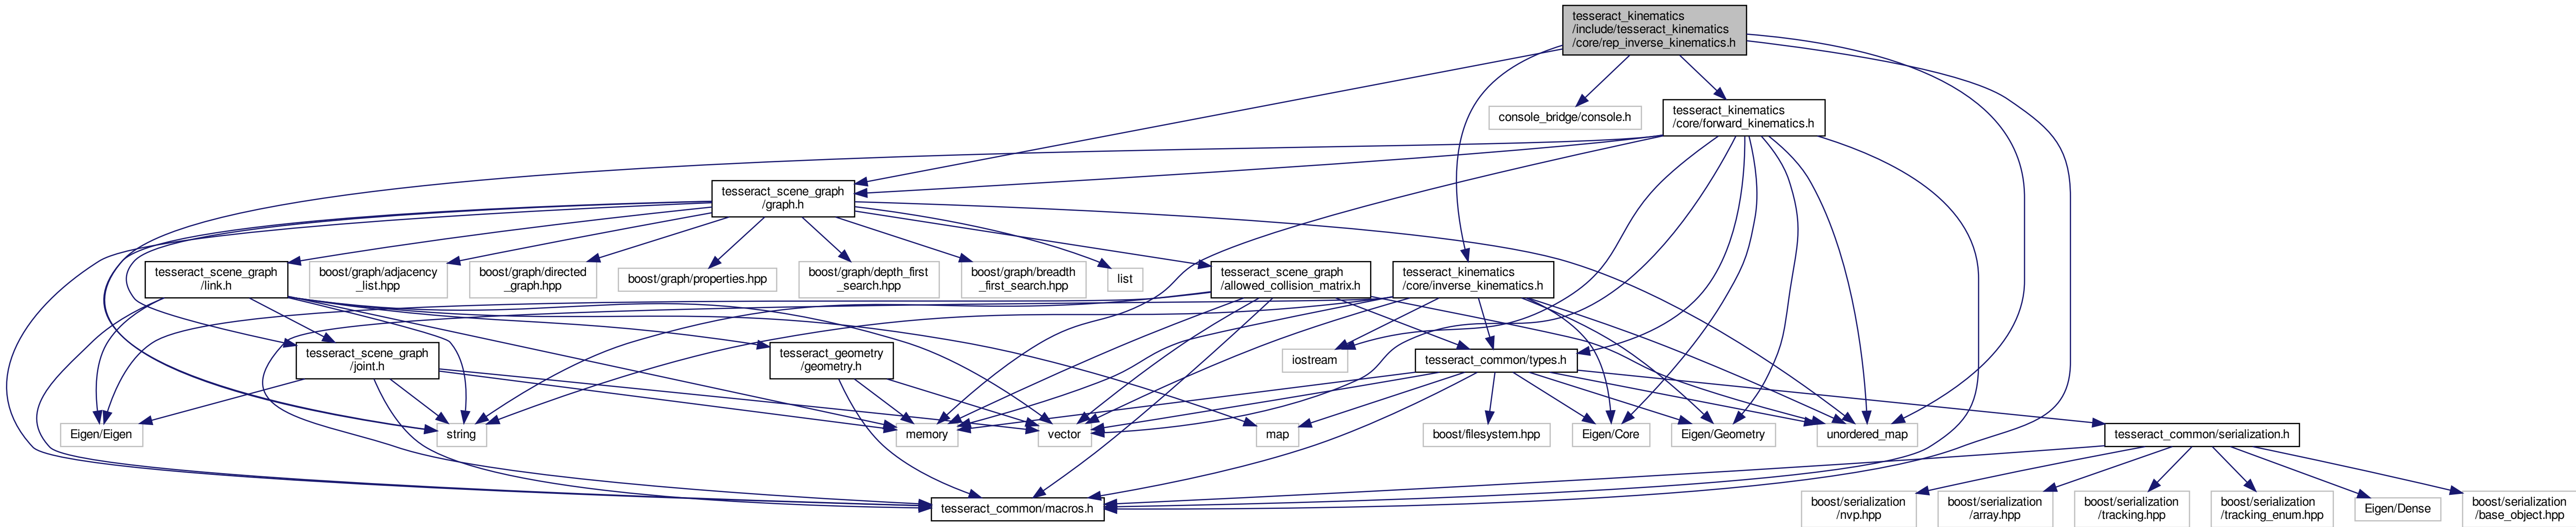 tesseract_kinematics
/include/tesseract_kinematics
/core/rep_inverse_kinematics.h
console_bridge/console.h
tesseract_kinematics
/core/forward_kinematics.h
tesseract_scene_graph
/graph.h
tesseract_scene_graph
/link.h
boost/graph/adjacency
_list.hpp
boost/graph/directed
_graph.hpp
boost/graph/properties.hpp
boost/graph/depth_first
_search.hpp
boost/graph/breadth
_first_search.hpp
list
tesseract_scene_graph
/allowed_collision_matrix.h
tesseract_kinematics
/core/inverse_kinematics.h
tesseract_scene_graph
/joint.h
tesseract_geometry
/geometry.h
iostream
tesseract_common/types.h
Eigen/Eigen
string
memory
vector
map
boost/filesystem.hpp
Eigen/Core
Eigen/Geometry
unordered_map
tesseract_common/serialization.h
tesseract_common/macros.h
boost/serialization
/nvp.hpp
boost/serialization
/array.hpp
boost/serialization
/tracking.hpp
boost/serialization
/tracking_enum.hpp
Eigen/Dense
boost/serialization
/base_object.hpp